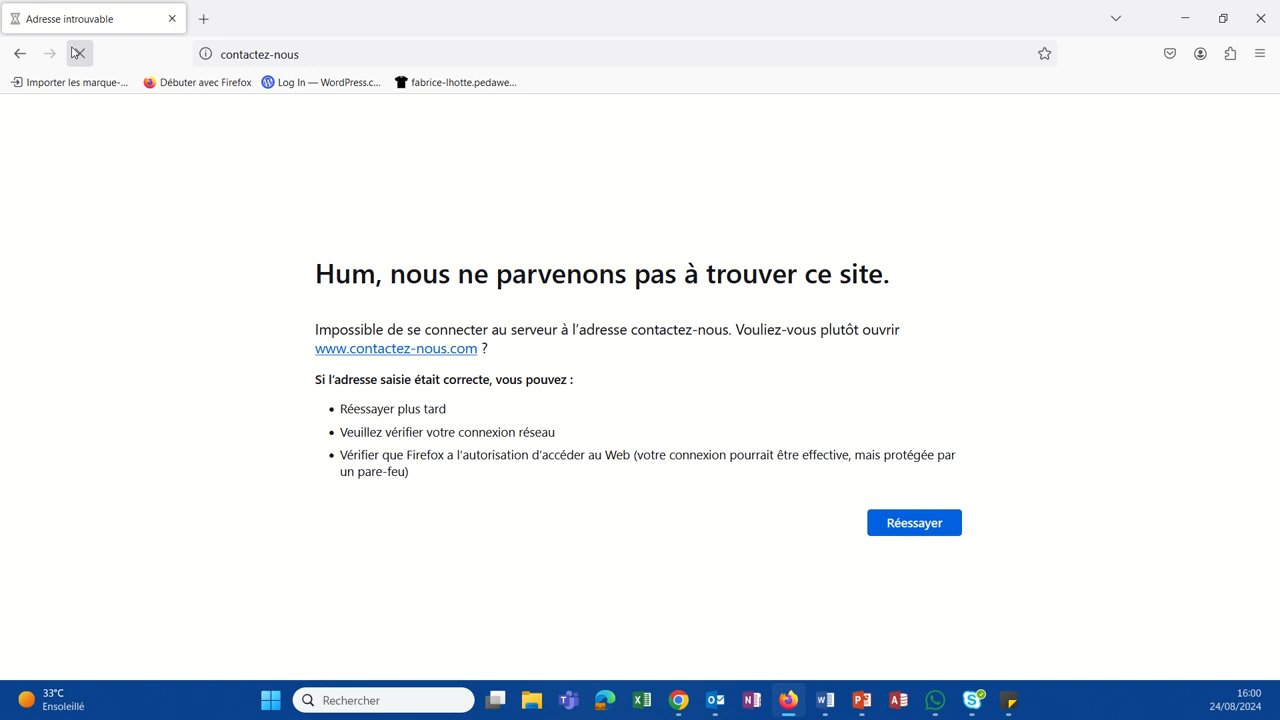 Adresse introuvable
contactez-nous
Importer les marque-...
Débuter avec Firefox
Log In — WordPress.c...
fabrice-lhotte.pedawe...
Hum, nous ne parvenons pas à trouver ce site.
Impossible de se connecter au serveur à l’adresse contactez-nous. Vouliez-vous plutôt ouvrir
www.contactez-nous.com ?
Si l’adresse saisie était correcte, vous pouvez :
• Réessayer plus tard
• Veuillez vérifier votre connexion réseau
• Vérifier que Firefox a l’autorisation d’accéder au Web (votre connexion pourrait être effective, mais protégée par
un pare-feu)
Réessayer
33°C
Ensoleillé
Rechercher
16:00
24/08/2024